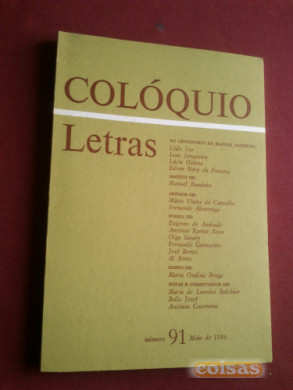 COLÓQUIO
Letras
NO CENTENÁRIO DE MANUEL BANDEIRA
Lêdo Ivo
Ivan Junqueira
Lúcia Helena
Edson Nery da Fonseca
INÉDITOS DE
Manuel Bandeira
ARTIGOS DE
Mário Vieira de Carvalho
Fernando Alvarenga
POEMAS DE
Eugénio de Andrade
António Ramos Rosa
Olga Savary
Fernando Guimarães
José Bento
Al Berto
CONTO DE
Maria Ondina Braga
NOTAS E COMENTÁRIOS DE
Maria de Lourdes Belchior
Bella Jozef
António Guerreiro
número 91 Maio de 1986
coisas